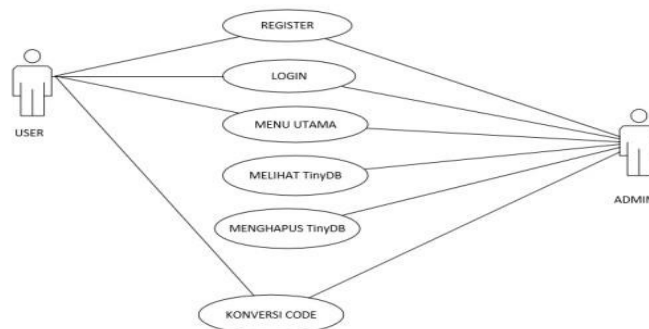 REGISTER
LOGIN
USER
MENU UTAMA
MELIHAT TinyDB
ADMIN
MENGHAPUS TinyDB
KONVERSI CODE